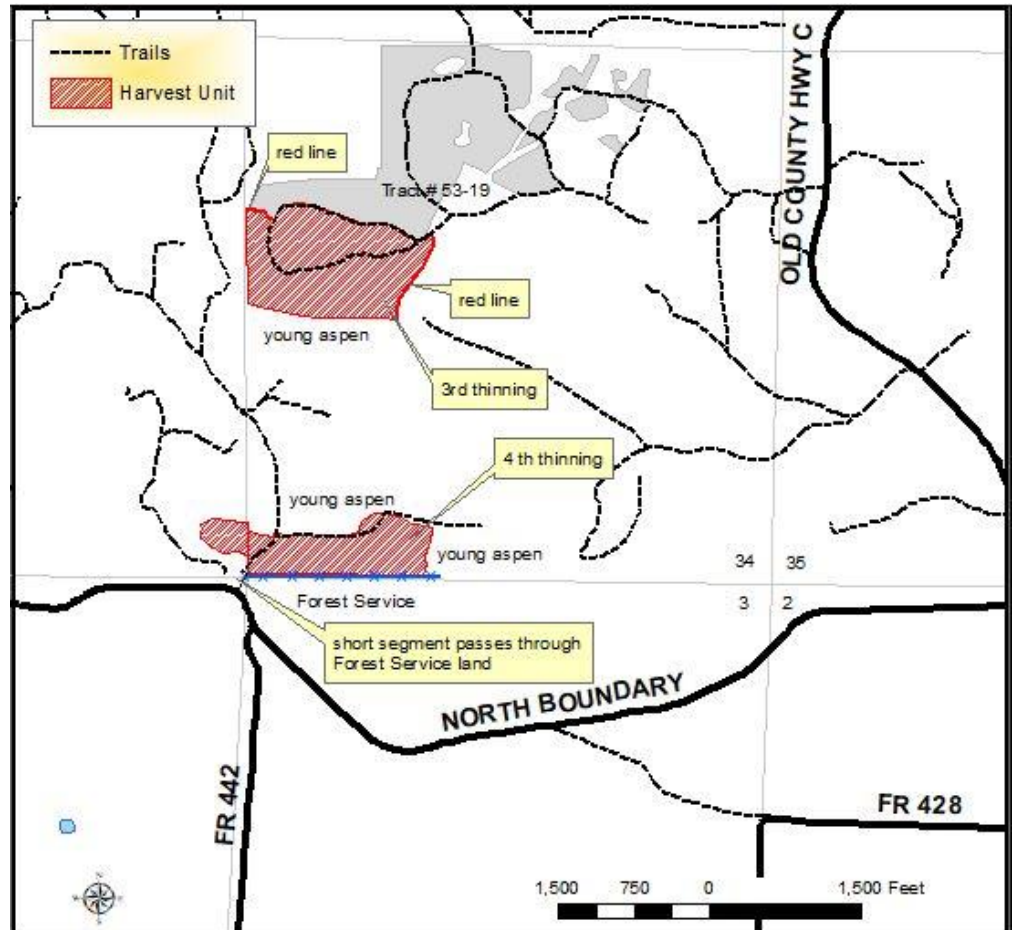 Trails
Harvest Unit
OLD COUNTY HWY C
red line
Tract # 53-19
red line
young aspen
3rd thinning
4 th thinning
young aspen
young aspen
34 35
3 2
Forest Service
short segment passes through
Forest Service land
NORTH BOUNDARY
FR 442
FR 428
1,500 750 0 1,500 Feet